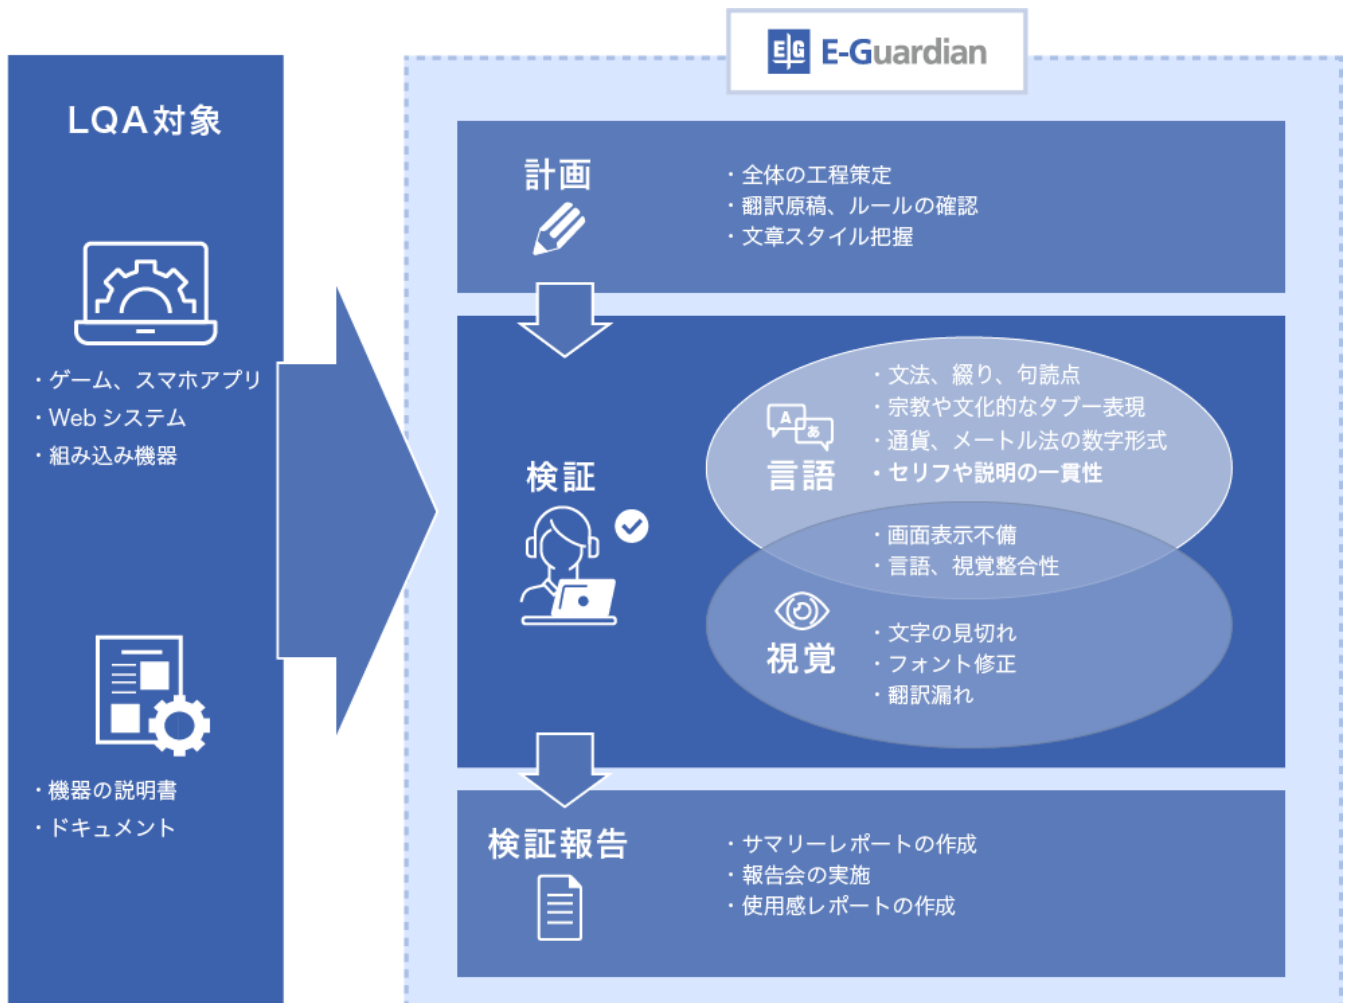 E|G E-Guardian
LQA対象
・ゲーム、スマホアプリ
・Web システム
・組み込み機器
・機器の説明書
・ドキュメント
計画
・全体の工程策定
・翻訳原稿、ルールの確認
・文章スタイル把握
検証
A あ
言語
・文法、綴り、句読点
・宗教や文化的なタブー表現
・通貨、メートル法の数字形式
・セリフや説明の一貫性
・画面表示不備
・言語、視覚整合性
視覚
・文字の見切れ
・フォント修正
・翻訳漏れ
検証報告
・サマリーレポートの作成
・報告会の実施
・使用感レポートの作成